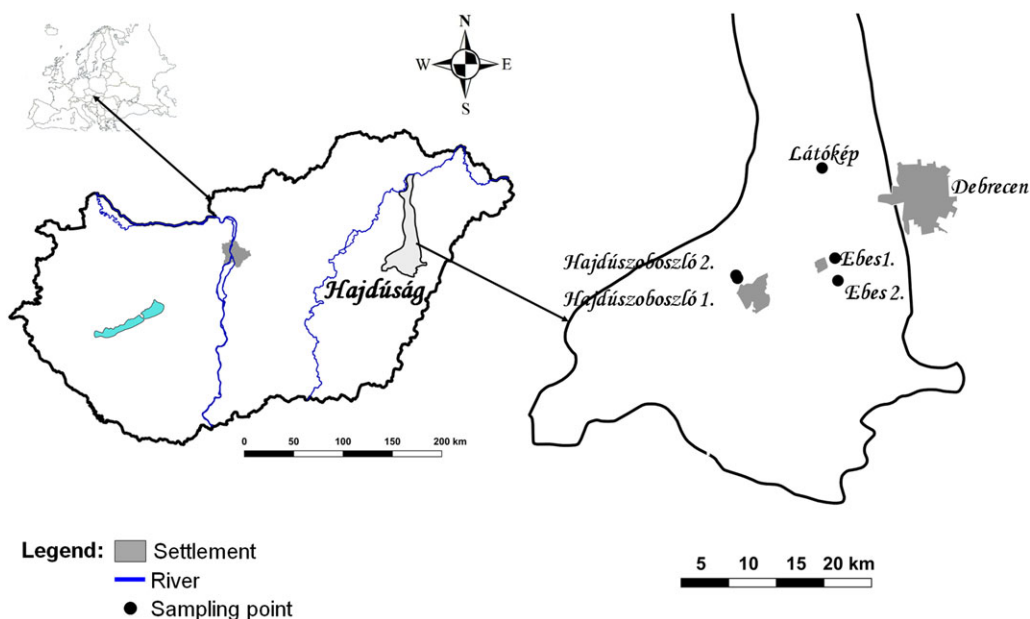 N
W
E
S
Látókép
Debrecen
Hajdúszoboszló 2.
Ebes1.
Hajdúszoboszló 1.
Ebes 2.
Hajdúság
0 50 100 150 200 km
5 10 15 20 km
Legend:
Settlement
River
Sampling point